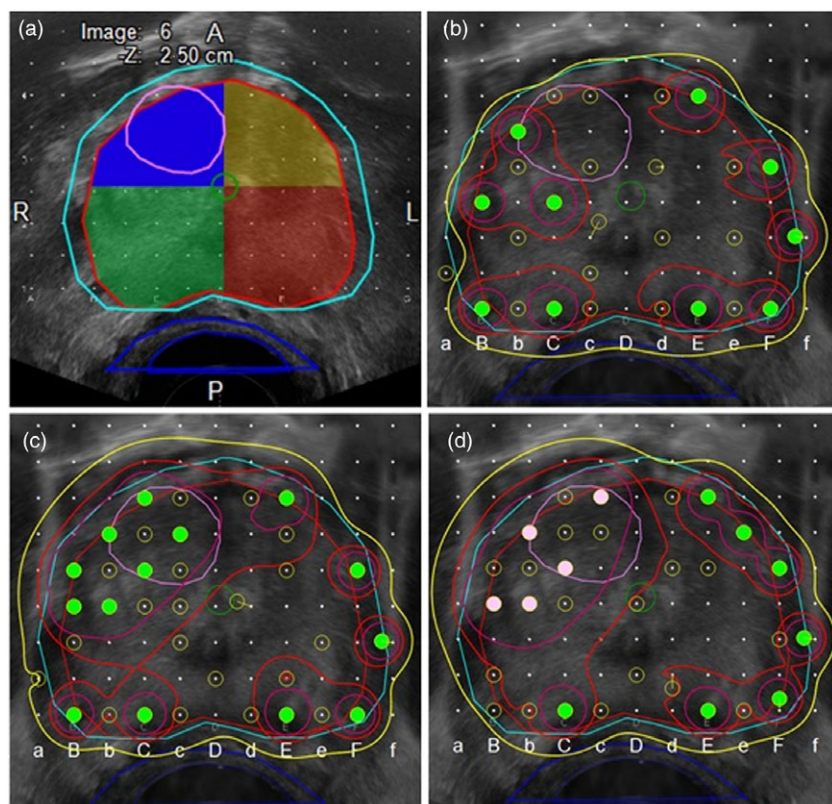 (a)
Image: 6 A
-Z: 2.50 cm
R
L
P
(b)
a B b C c D d E e F f
(c)
a B b C c D d E e F f
(d)
a B b C c D d E e F f